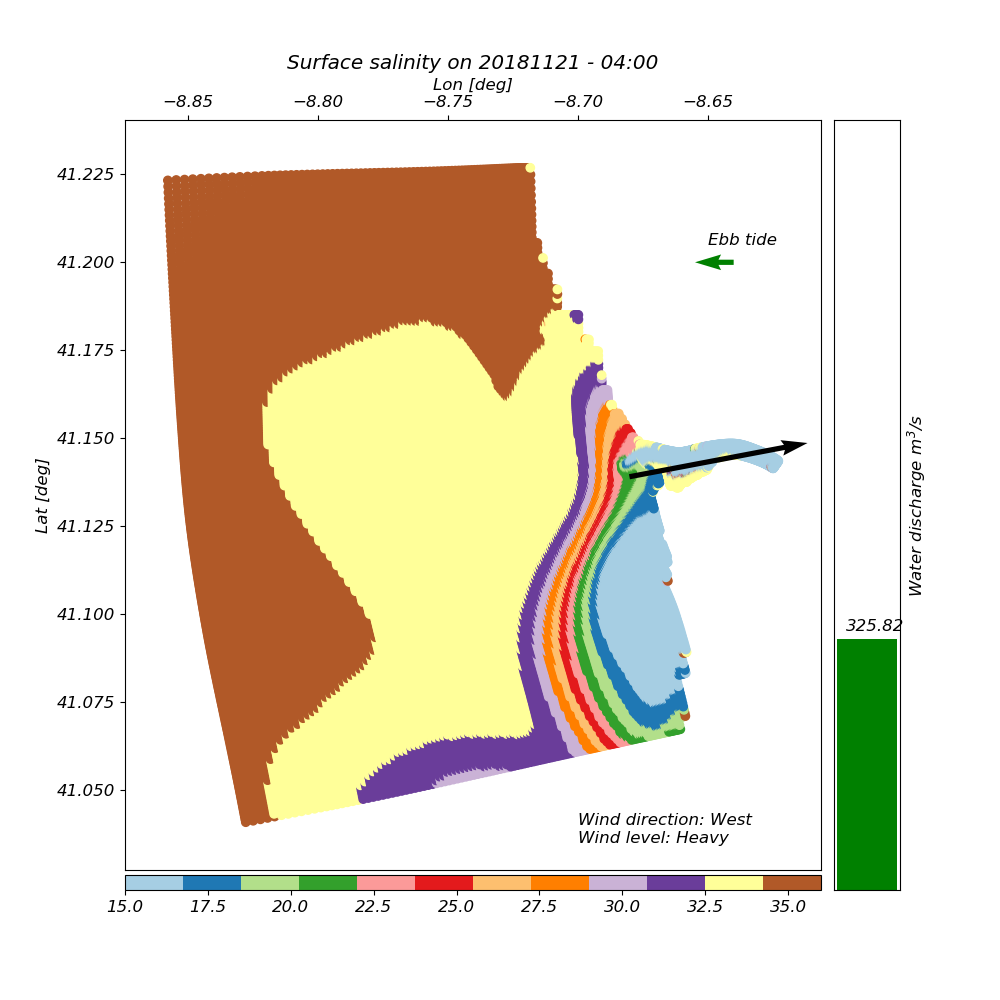 Surface salinity on 20181121 - 04:00
Lon [deg]
−8.85 −8.80 −8.75 −8.70 −8.65
41.225
41.200
41.175
41.150
41.125
41.100
41.075
41.050
Lat [deg]
Ebb tide
Wind direction: West
Wind level: Heavy
325.82
Water discharge m³/s
15.0 17.5 20.0 22.5 25.0 27.5 30.0 32.5 35.0